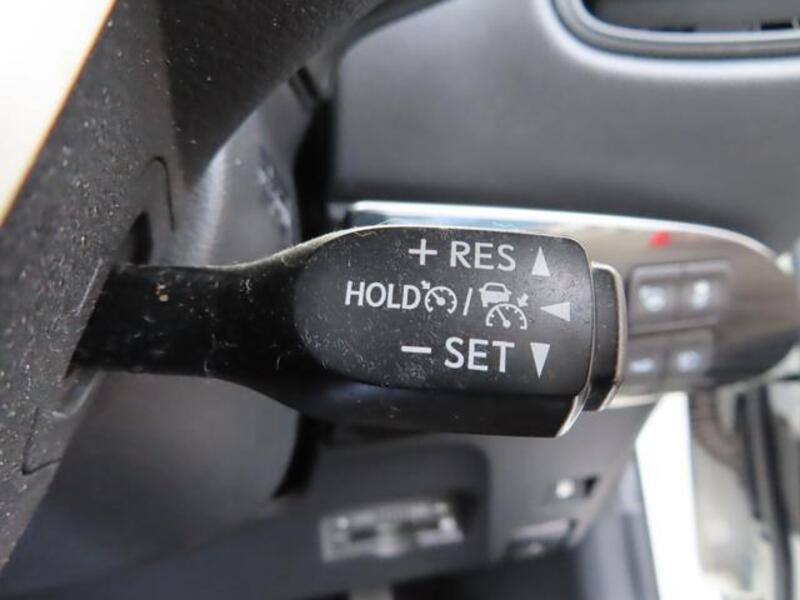 + RES ▲
HOLD / ◀
− SET ▼